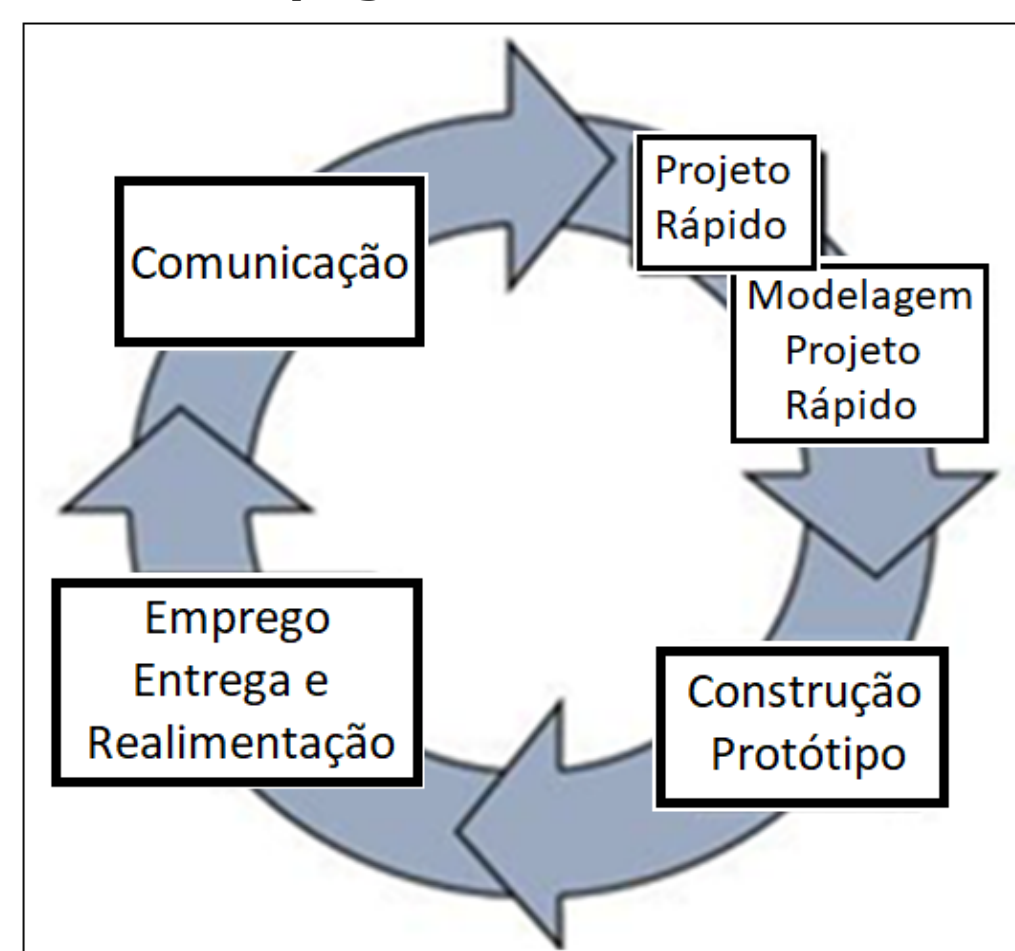 Comunicação
Projeto
Rápido
Modelagem
Projeto
Rápido
Construção
Protótipo
Emprego
Entrega e
Realimentação